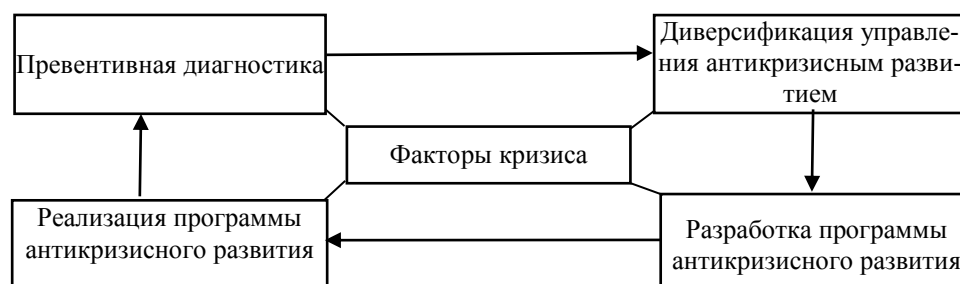 Превентивная диагностика
Диверсификация управле-
ния антикризисным разви-
тием
Факторы кризиса
Реализация программы
антикризисного развития
Разработка программы
антикризисного развития